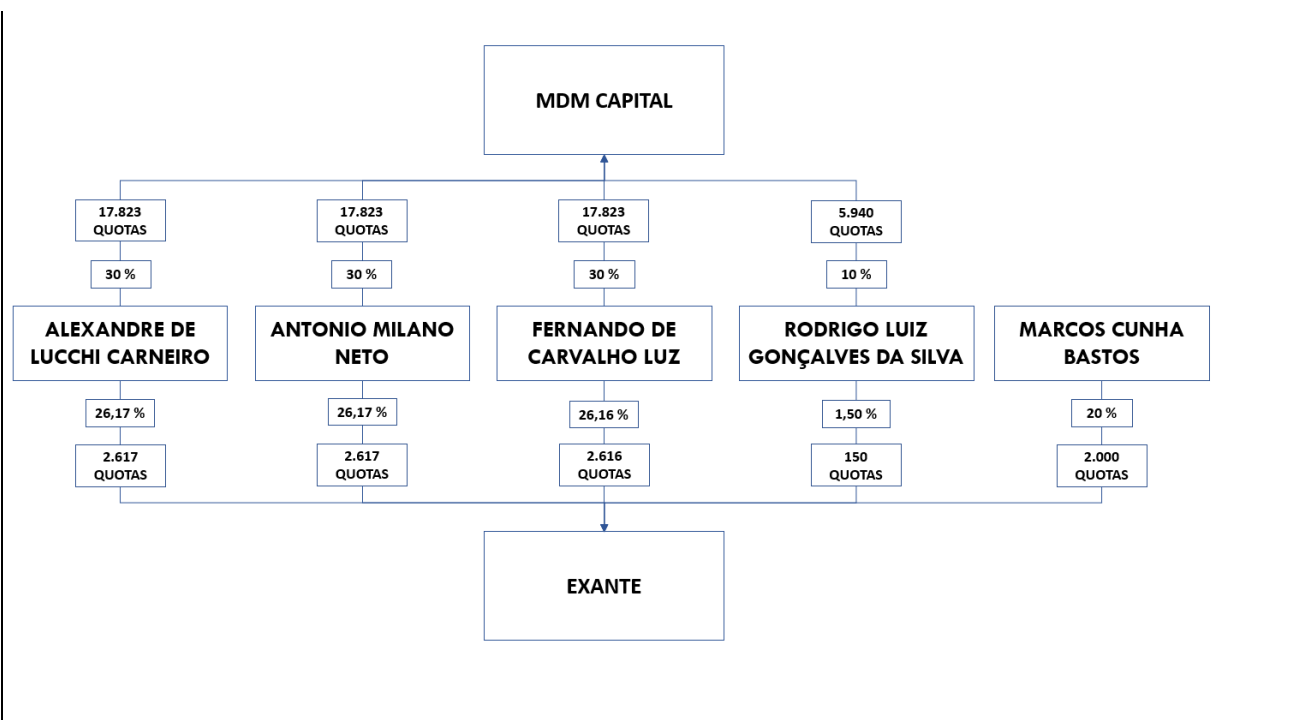 MDM CAPITAL
17.823
QUOTAS
17.823
QUOTAS
17.823
QUOTAS
5.940
QUOTAS
30 %
30 %
30 %
10 %
ALEXANDRE DE
LUCCHI CARNEIRO
ANTONIO MILANO
NETO
FERNANDO DE
CARVALHO LUZ
RODRIGO LUIZ
GONÇALVES DA SILVA
MARCOS CUNHA
BASTOS
26,17 %
26,17 %
26,16 %
1,50 %
20 %
2.617
QUOTAS
2.617
QUOTAS
2.616
QUOTAS
150
QUOTAS
2.000
QUOTAS
EXANTE